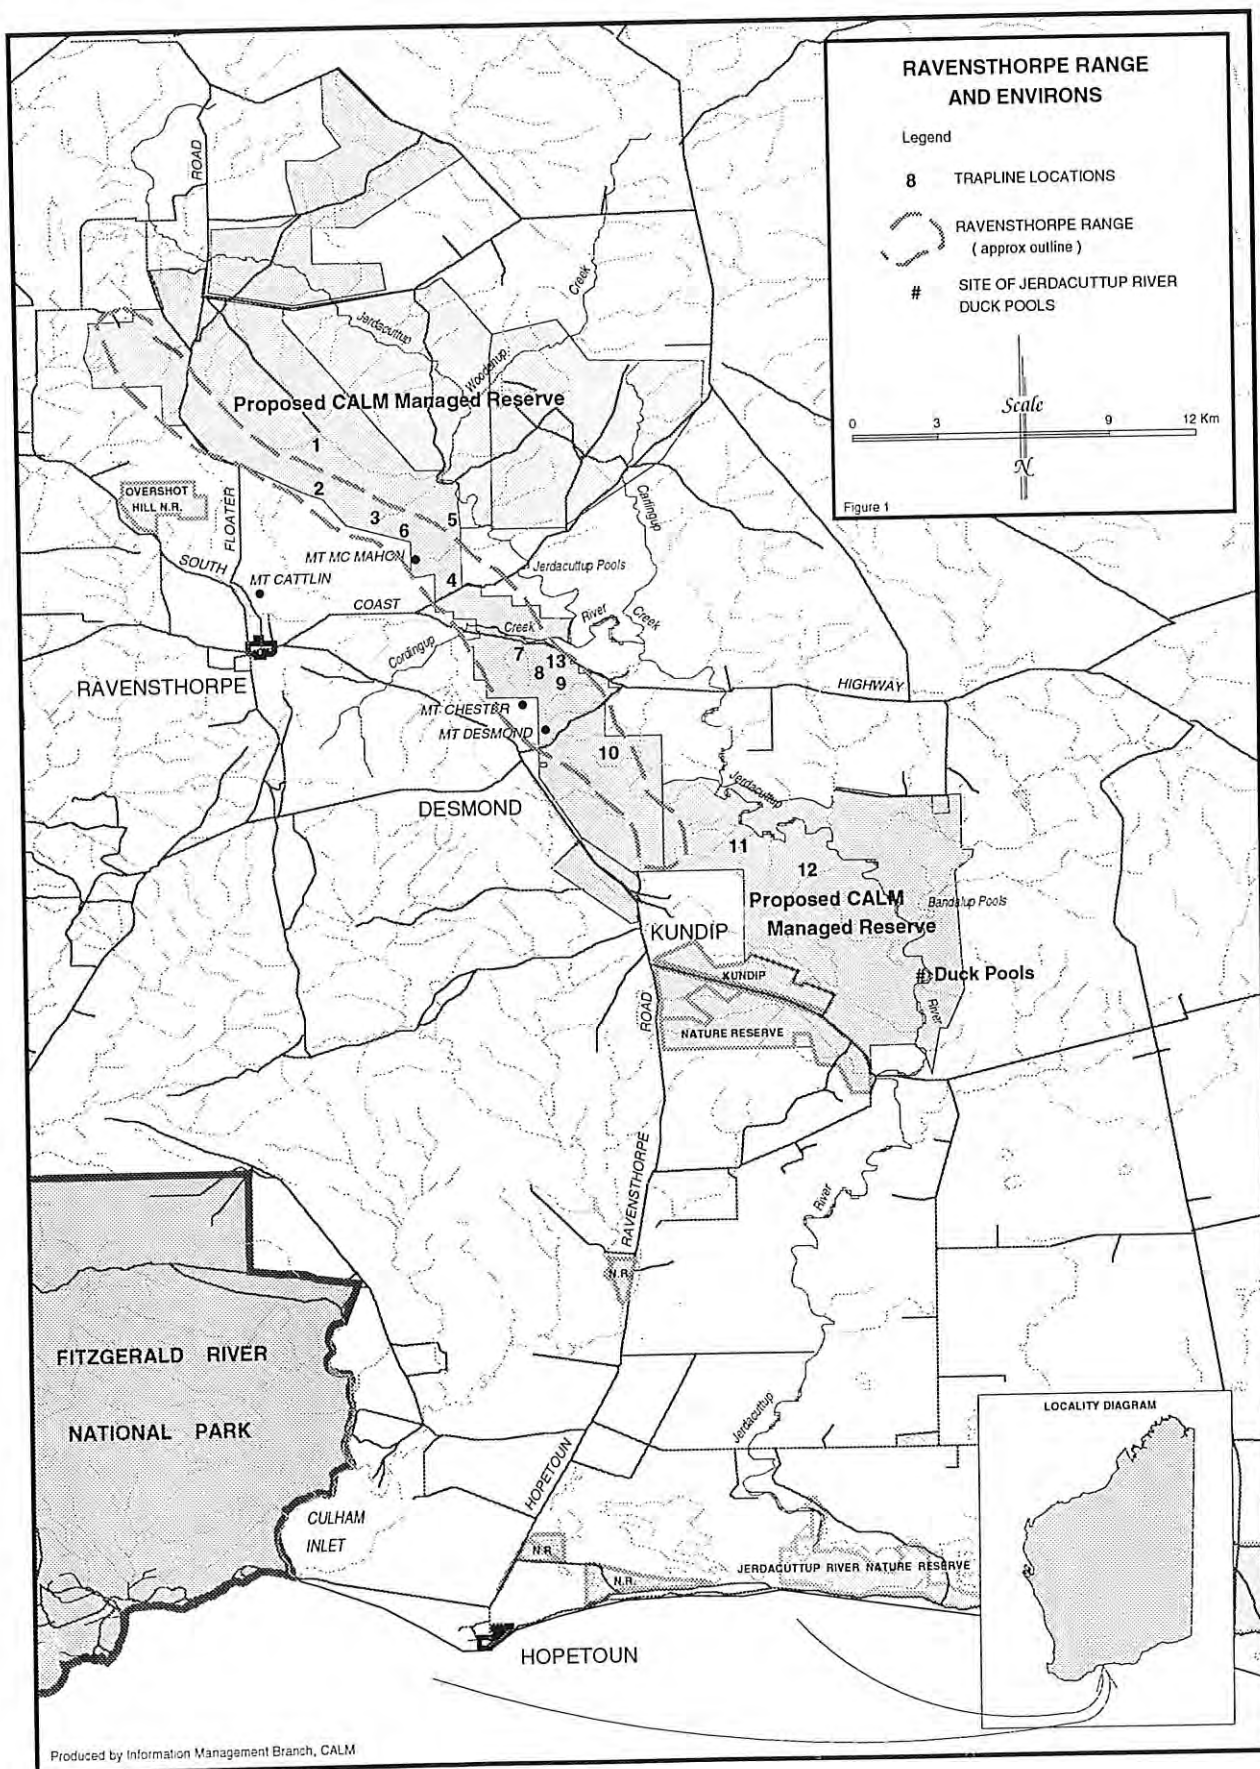 RAVENSTHORPE RANGE
AND ENVIRONS
Legend
8 TRAPLINE LOCATIONS
RAVENSTHORPE RANGE
( approx outline )
# SITE OF JERDACUTTUP RIVER
DUCK POOLS
Scale
0 3 9 12 Km
N
Figure 1
ROAD
Creek
Jerdacuttup
Woodenup
Proposed CALM Managed Reserve
1
2
3
6
5
4
OVERSHOT
HILL N.R.
FLOATER
Carlingup
Creek
SOUTH
MT MC MAHON
MT CATTLIN
Jerdacuttup Pools
COAST
River
Creek
Cordingup
7
8
13
9
RAVENSTHORPE
HIGHWAY
MT CHESTER
MT DESMOND
10
Jerdacuttup
DESMOND
11
12
Proposed CALM
Managed Reserve
Bandalup Pools
KUNDIP
KUNDIP
# Duck Pools
ROAD
River
NATURE RESERVE
RAVENSTHORPE
River
N.R.
FITZGERALD RIVER
NATIONAL PARK
Jerdacuttup
LOCALITY DIAGRAM
HOPETOUN
CULHAM
INLET
N.R.
N.R.
JERDACUTTUP RIVER NATURE RESERVE
HOPETOUN
Produced by Information Management Branch, CALM